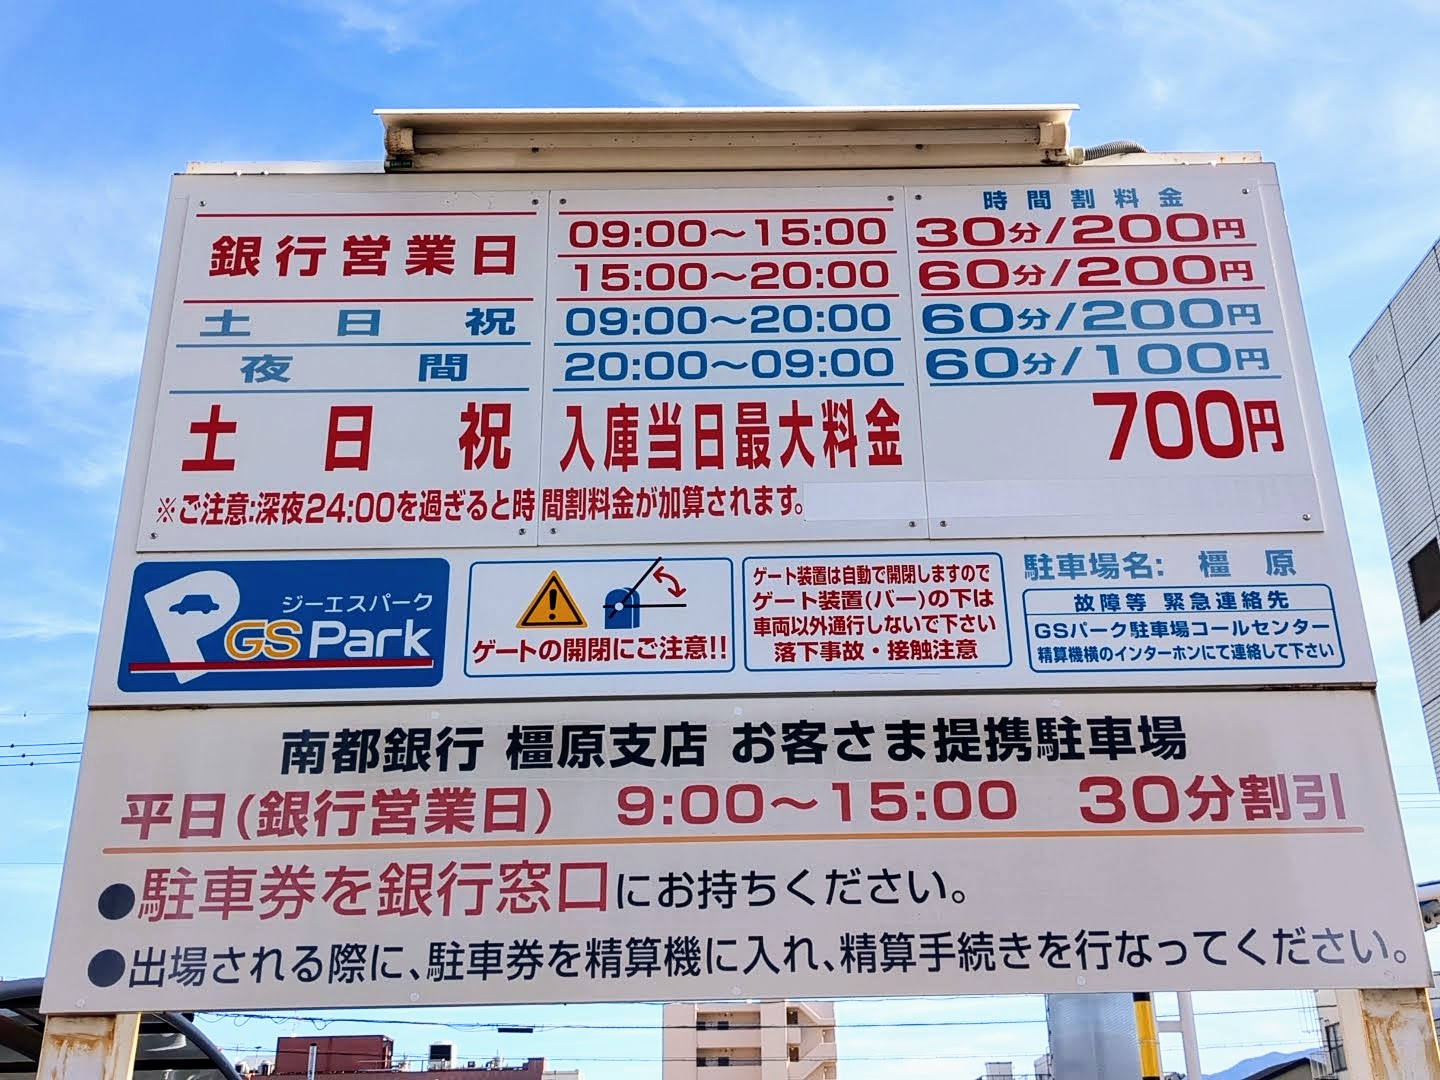 時間割料金
銀行営業日 09:00～15:00 30分/200円
15:00～20:00 60分/200円
土日祝 09:00～20:00 60分/200円
夜間 20:00～09:00 60分/100円
土日祝 入庫当日最大料金 700円
※ご注意:深夜24:00を過ぎると時間割料金が加算されます。
ジーエスパーク
GS Park
ゲートの開閉にご注意!!
ゲート装置は自動で開閉しますので
ゲート装置(バー)の下は
車両以外通行しないで下さい
落下事故・接触注意
駐車場名: 橿原
故障等 緊急連絡先
GSパーク駐車場コールセンター
精算機横のインターホンにて連絡して下さい
南都銀行 橿原支店 お客さま提携駐車場
平日(銀行営業日) 9:00～15:00 30分割引
●駐車券を銀行窓口にお持ちください。
●出場される際に、駐車券を精算機に入れ、精算手続きを行なってください。